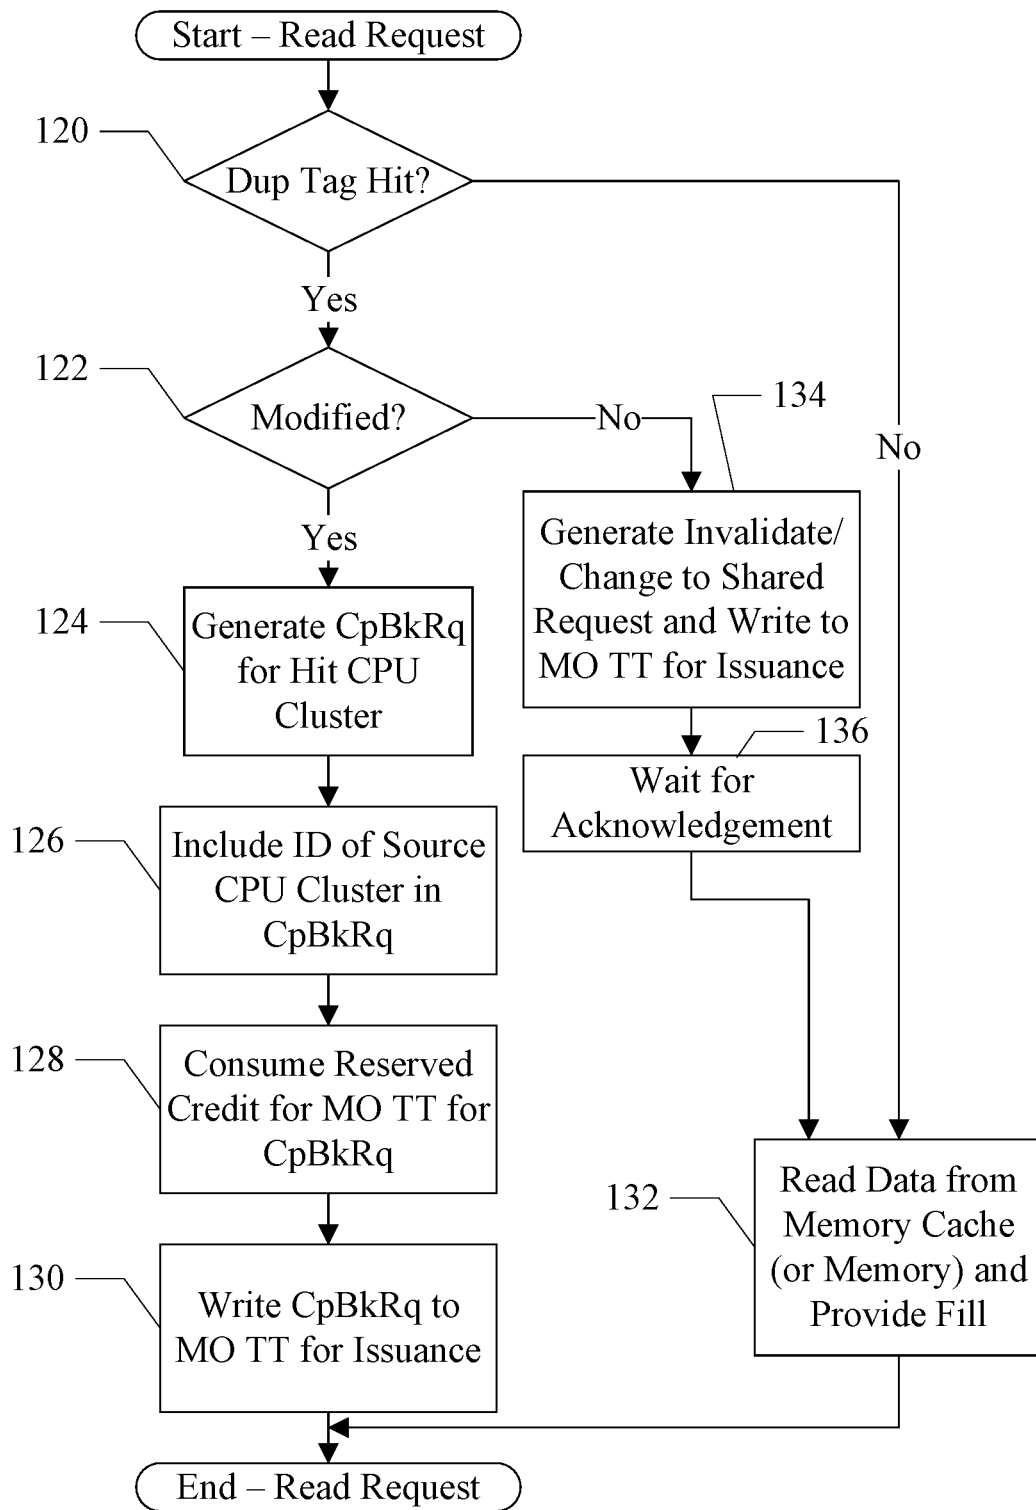 Start – Read Request
120
Dup Tag Hit?
Yes
122
Modified?
No
134
No
Yes
Generate Invalidate/
Change to Shared
Request and Write to
MO TT for Issuance
124
Generate CpBkRq
for Hit CPU
Cluster
136
Wait for
Acknowledgement
126
Include ID of Source
CPU Cluster in
CpBkRq
128
Consume Reserved
Credit for MO TT for
CpBkRq
132
Read Data from
Memory Cache
(or Memory) and
Provide Fill
130
Write CpBkRq to
MO TT for Issuance
End – Read Request